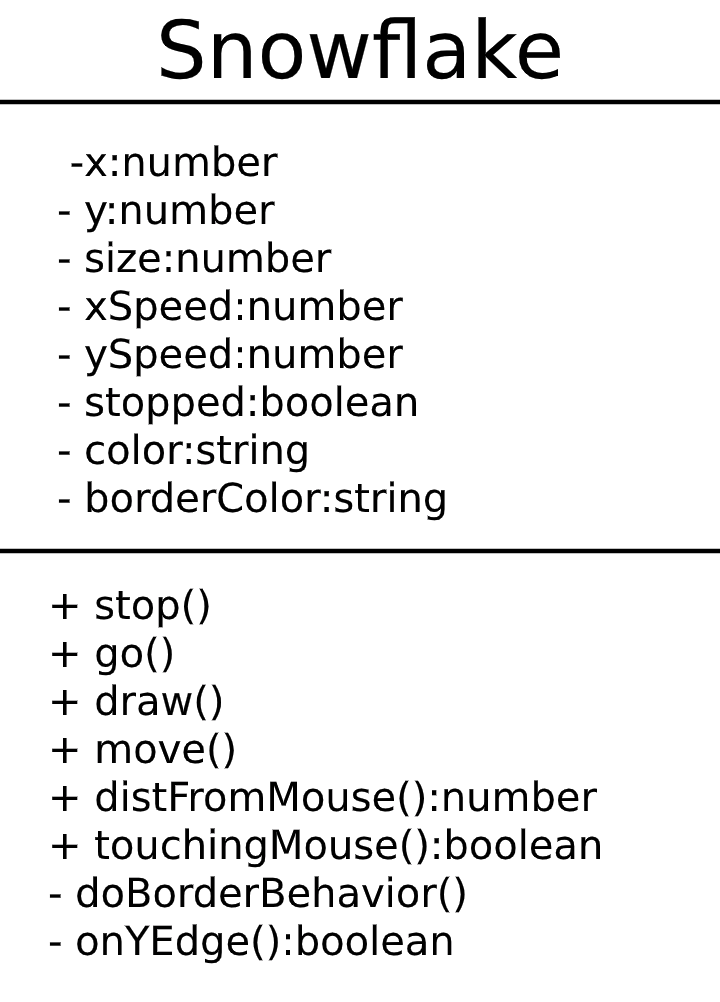 Snowflake
-x:number
- y:number
- size:number
- xSpeed:number
- ySpeed:number
- stopped:boolean
- color:string
- borderColor:string
+ stop()
+ go()
+ draw()
+ move()
+ distFromMouse():number
+ touchingMouse():boolean
- doBorderBehavior()
- onYEdge():boolean